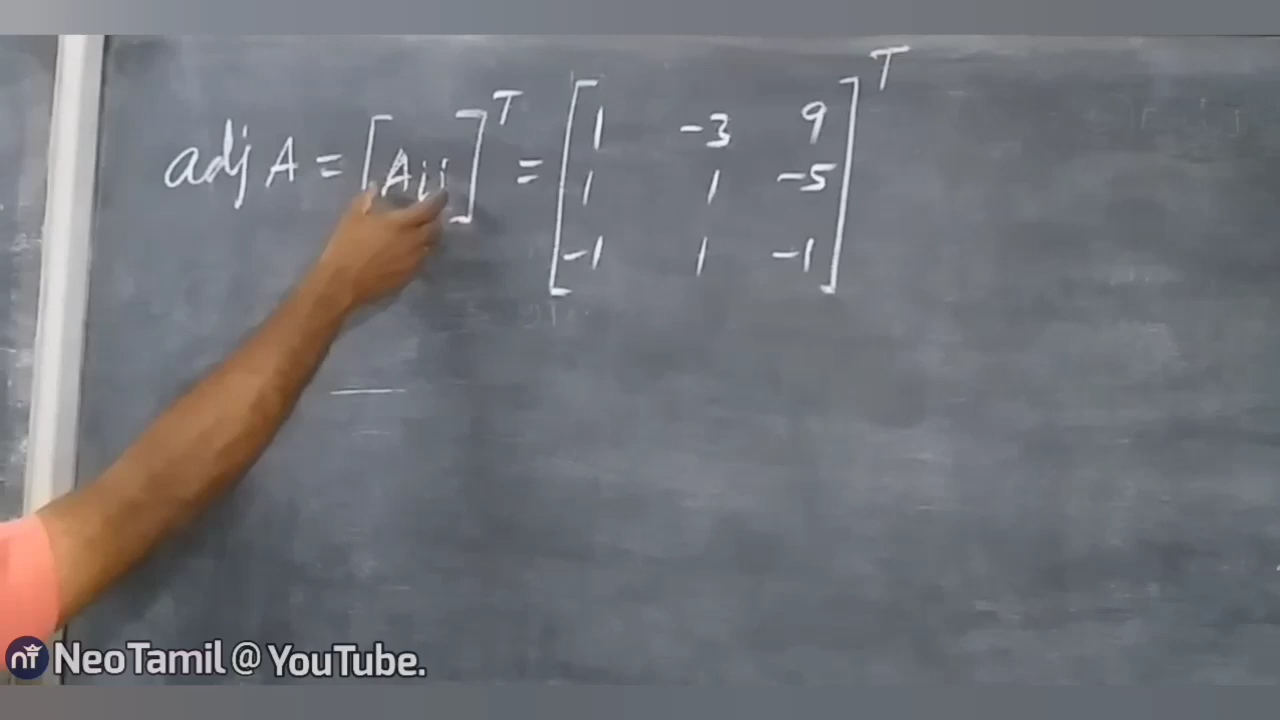 adj A = [Aij]^T = [1 -3 9
1 1 -5
-1 1 -1]^T
NeoTamil @ YouTube.